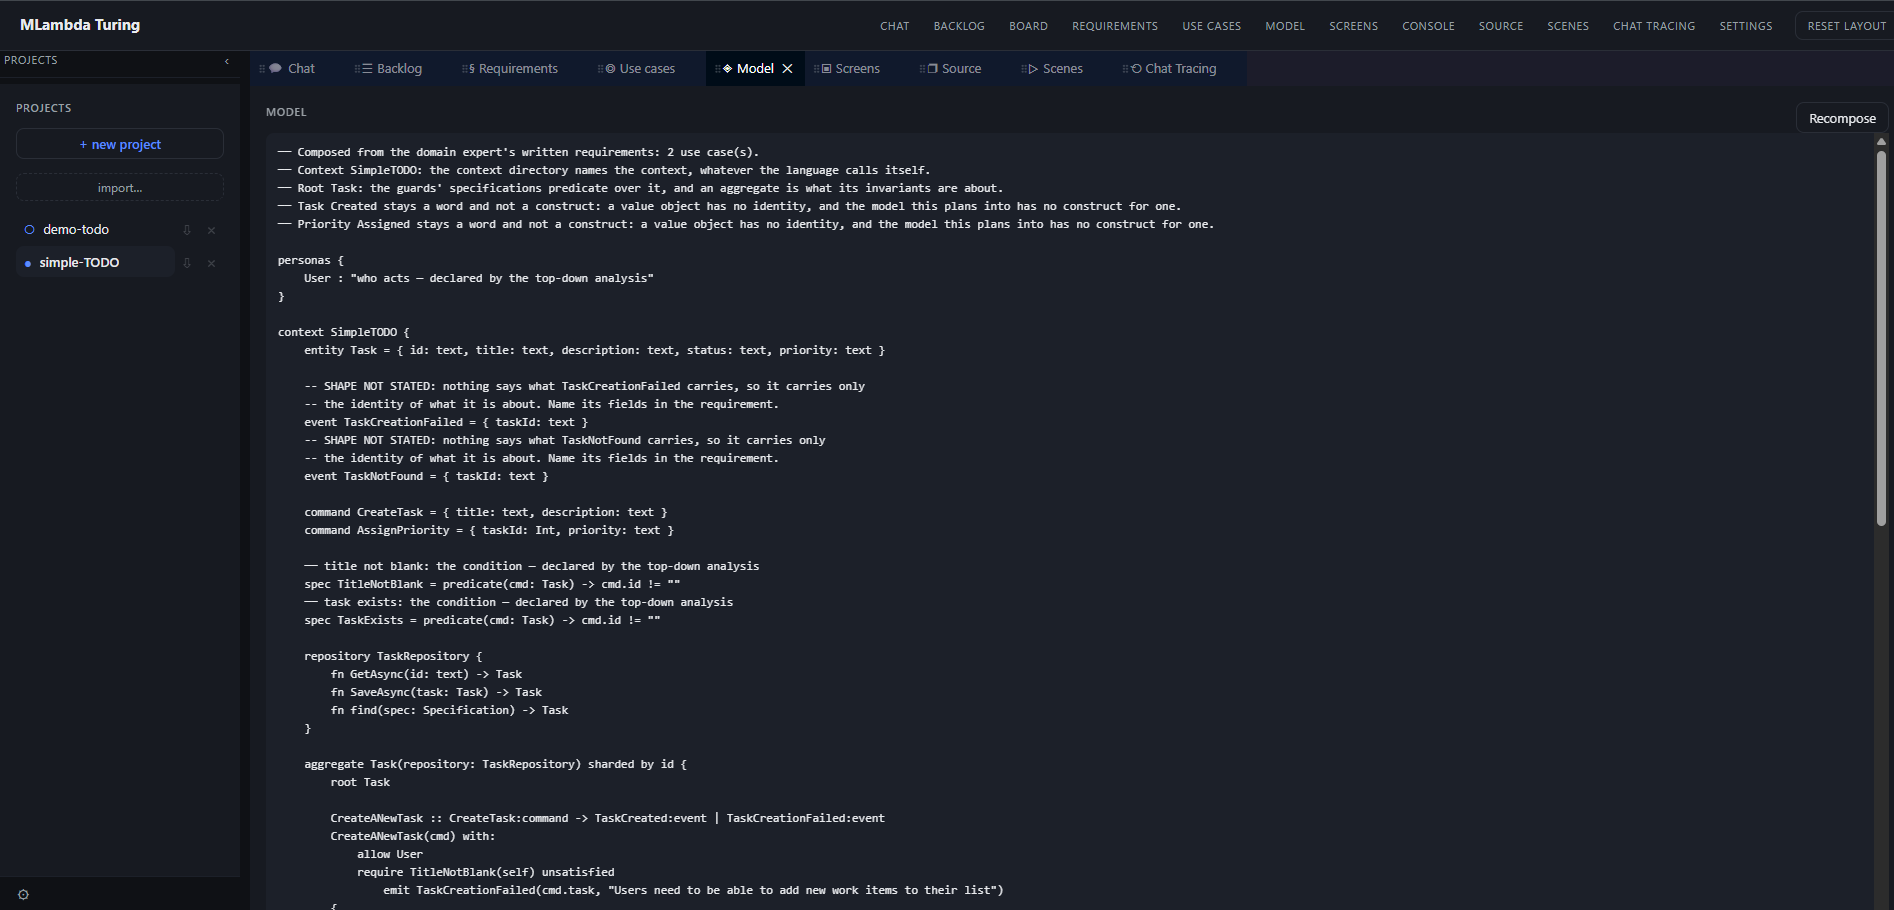 MLambda Turing
CHAT BACKLOG BOARD REQUIREMENTS USE CASES MODEL SCREENS CONSOLE SOURCE SCENES CHAT TRACING SETTINGS RESET LAYOUT
PROJECTS ‹
Chat Backlog § Requirements Use cases Model × Screens Source Scenes Chat Tracing
PROJECTS
+ new project
import...
demo-todo
simple-TODO
MODEL
Recompose
── Composed from the domain expert's written requirements: 2 use case(s).
── Context SimpleTODO: the context directory names the context, whatever the language calls itself.
── Root Task: the guards' specifications predicate over it, and an aggregate is what its invariants are about.
── Task Created stays a word and not a construct: a value object has no identity, and the model this plans into has no construct for one.
── Priority Assigned stays a word and not a construct: a value object has no identity, and the model this plans into has no construct for one.
personas {
User : "who acts — declared by the top-down analysis"
}
context SimpleTODO {
entity Task = { id: text, title: text, description: text, status: text, priority: text }
-- SHAPE NOT STATED: nothing says what TaskCreationFailed carries, so it carries only
-- the identity of what it is about. Name its fields in the requirement.
event TaskCreationFailed = { taskId: text }
-- SHAPE NOT STATED: nothing says what TaskNotFound carries, so it carries only
-- the identity of what it is about. Name its fields in the requirement.
event TaskNotFound = { taskId: text }
command CreateTask = { title: text, description: text }
command AssignPriority = { taskId: Int, priority: text }
── title not blank: the condition — declared by the top-down analysis
spec TitleNotBlank = predicate(cmd: Task) -> cmd.id != ""
── task exists: the condition — declared by the top-down analysis
spec TaskExists = predicate(cmd: Task) -> cmd.id != ""
repository TaskRepository {
fn GetAsync(id: text) -> Task
fn SaveAsync(task: Task) -> Task
fn find(spec: Specification) -> Task
}
aggregate Task(repository: TaskRepository) sharded by id {
root Task
CreateANewTask :: CreateTask:command -> TaskCreated:event | TaskCreationFailed:event
CreateANewTask(cmd) with:
allow User
require TitleNotBlank(self) unsatisfied
emit TaskCreationFailed(cmd.task, "Users need to be able to add new work items to their list")
{